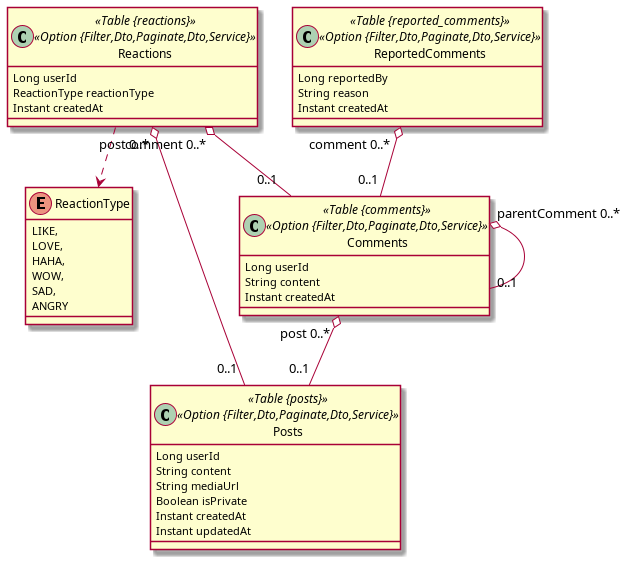 «Table {reactions}»
«Option {Filter,Dto,Paginate,Dto,Service}»
C
Reactions
Long userId
ReactionType reactionType
Instant createdAt
«Table {reported_comments}»
«Option {Filter,Dto,Paginate,Dto,Service}»
C
ReportedComments
Long reportedBy
String reason
Instant createdAt
post 0..*
comment 0..*
comment 0..*
0..1
0..1
E
ReactionType
LIKE,
LOVE,
HAHA,
WOW,
SAD,
ANGRY
«Table {comments}»
«Option {Filter,Dto,Paginate,Dto,Service}»
C
Comments
Long userId
String content
Instant createdAt
parentComment 0..*
0..1
post 0..*
0..1
0..1
«Table {posts}»
«Option {Filter,Dto,Paginate,Dto,Service}»
C
Posts
Long userId
String content
String mediaUrl
Boolean isPrivate
Instant createdAt
Instant updatedAt